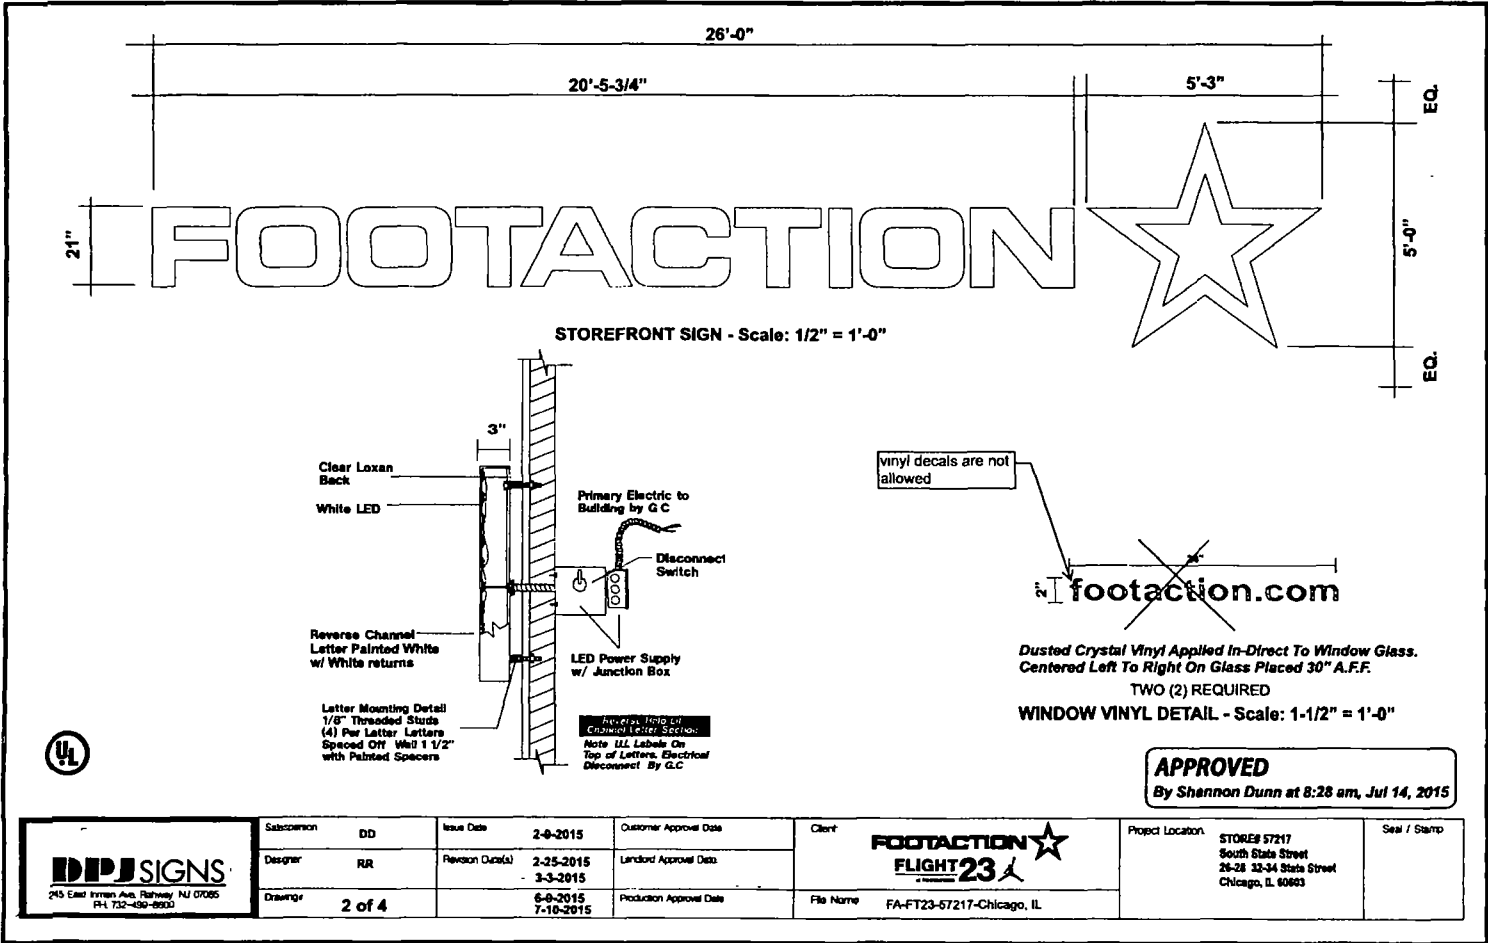 26'-0"
20'-5-3/4"
5'-3"
EQ.
21"
FOOTACTION
5'-0"
STOREFRONT SIGN - Scale: 1/2" = 1'-0"
EQ.
3"
Clear Loxan
Back
White LED
Primary Electric to
Building by G C
Disconnect
Switch
Reverse Channel
Letter Painted White
w/ White returns
LED Power Supply
w/ Junction Box
Letter Mounting Detail
1/8" Threaded Studs
(4) Per Letter Letters
Spaced Off Wall 1 1/2"
with Painted Spacers
Reverse Halo Lit
Channel Letter Section
Note U.L Labels On
Top of Letters, Electrical
Disconnect By G.C
vinyl decals are not
allowed
2"
footaction.com
Dusted Crystal Vinyl Applied In-Direct To Window Glass.
Centered Left To Right On Glass Placed 30" A.F.F.
TWO (2) REQUIRED
WINDOW VINYL DETAIL - Scale: 1-1/2" = 1'-0"
UL
APPROVED
By Shannon Dunn at 8:28 am, Jul 14, 2015
DPJ SIGNS
245 East Inman Ave. Rahway NJ 07065
PH. 732-499-8600
Salesperson DD
Designer RR
Drawing# 2 of 4
Issue Date 2-9-2015
Revision Date(s) 2-25-2015
3-3-2015
6-9-2015
7-10-2015
Customer Approval Date
Landlord Approval Date
Production Approval Date
Client
FOOTACTION
FLIGHT 23
File Name FA-FT23-57217-Chicago, IL
Project Location
STORE# 57217
South State Street
26-28 32-34 State Street
Chicago, IL 60603
Seal / Stamp